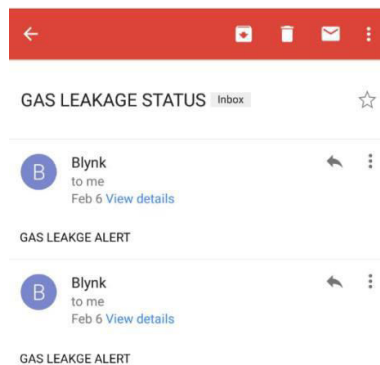 GAS LEAKAGE STATUS Inbox
B
Blynk
to me
Feb 6 View details
GAS LEAKGE ALERT
B
Blynk
to me
Feb 6 View details
GAS LEAKGE ALERT